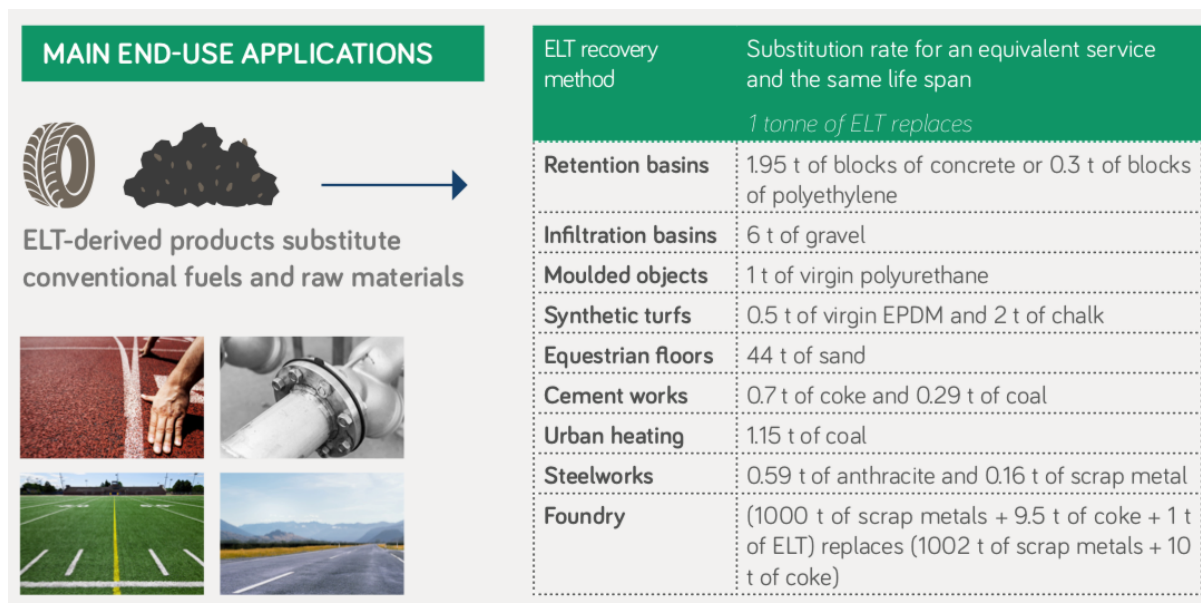 MAIN END-USE APPLICATIONS
ELT-derived products substitute
conventional fuels and raw materials
ELT recovery
method
Substitution rate for an equivalent service
and the same life span
1 tonne of ELT replaces
Retention basins
1.95 t of blocks of concrete or 0.3 t of blocks
of polyethylene
Infiltration basins
6 t of gravel
Moulded objects
1 t of virgin polyurethane
Synthetic turfs
0.5 t of virgin EPDM and 2 t of chalk
Equestrian floors
44 t of sand
Cement works
0.7 t of coke and 0.29 t of coal
Urban heating
1.15 t of coal
Steelworks
0.59 t of anthracite and 0.16 t of scrap metal
Foundry
(1000 t of scrap metals + 9.5 t of coke + 1 t
of ELT) replaces (1002 t of scrap metals + 10
t of coke)